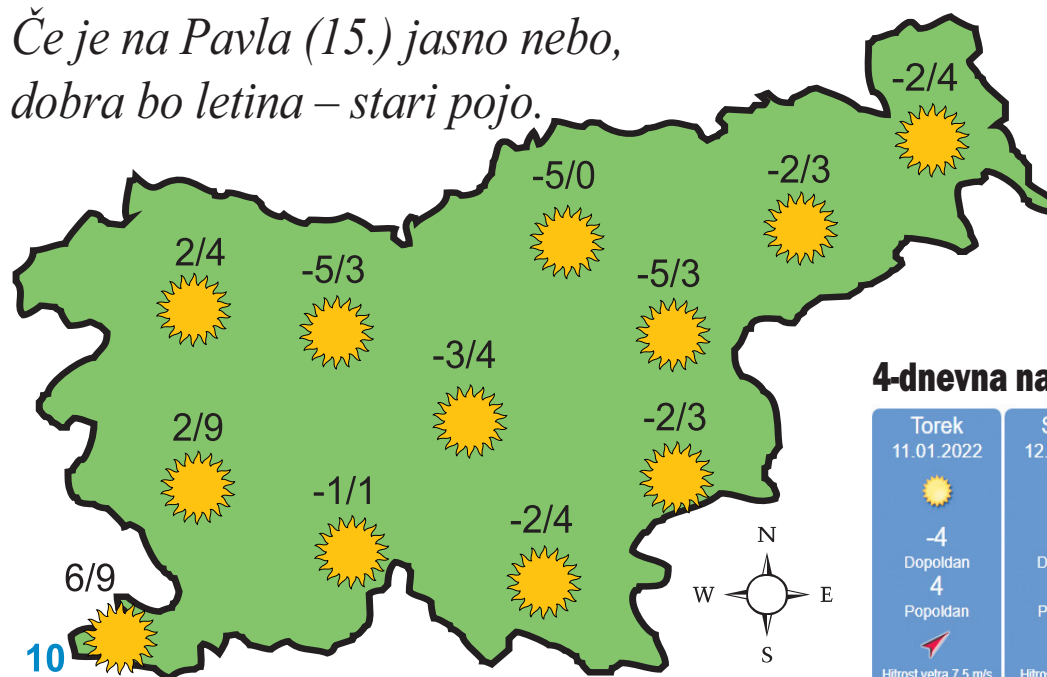 Če je na Pavla (15.) jasno nebo,
dobra bo letina – stari pojo.
-2/4
-5/0
-2/3
2/4
-5/3
-5/3
-3/4
2/9
-2/3
-1/1
-2/4
6/9
10
N
W E
S
4-dnevna na
Torek
11.01.2022
-4
Dopoldan
4
Popoldan
Hitrost vetra 7.5 m/s
S
12.
D
P
Hitros